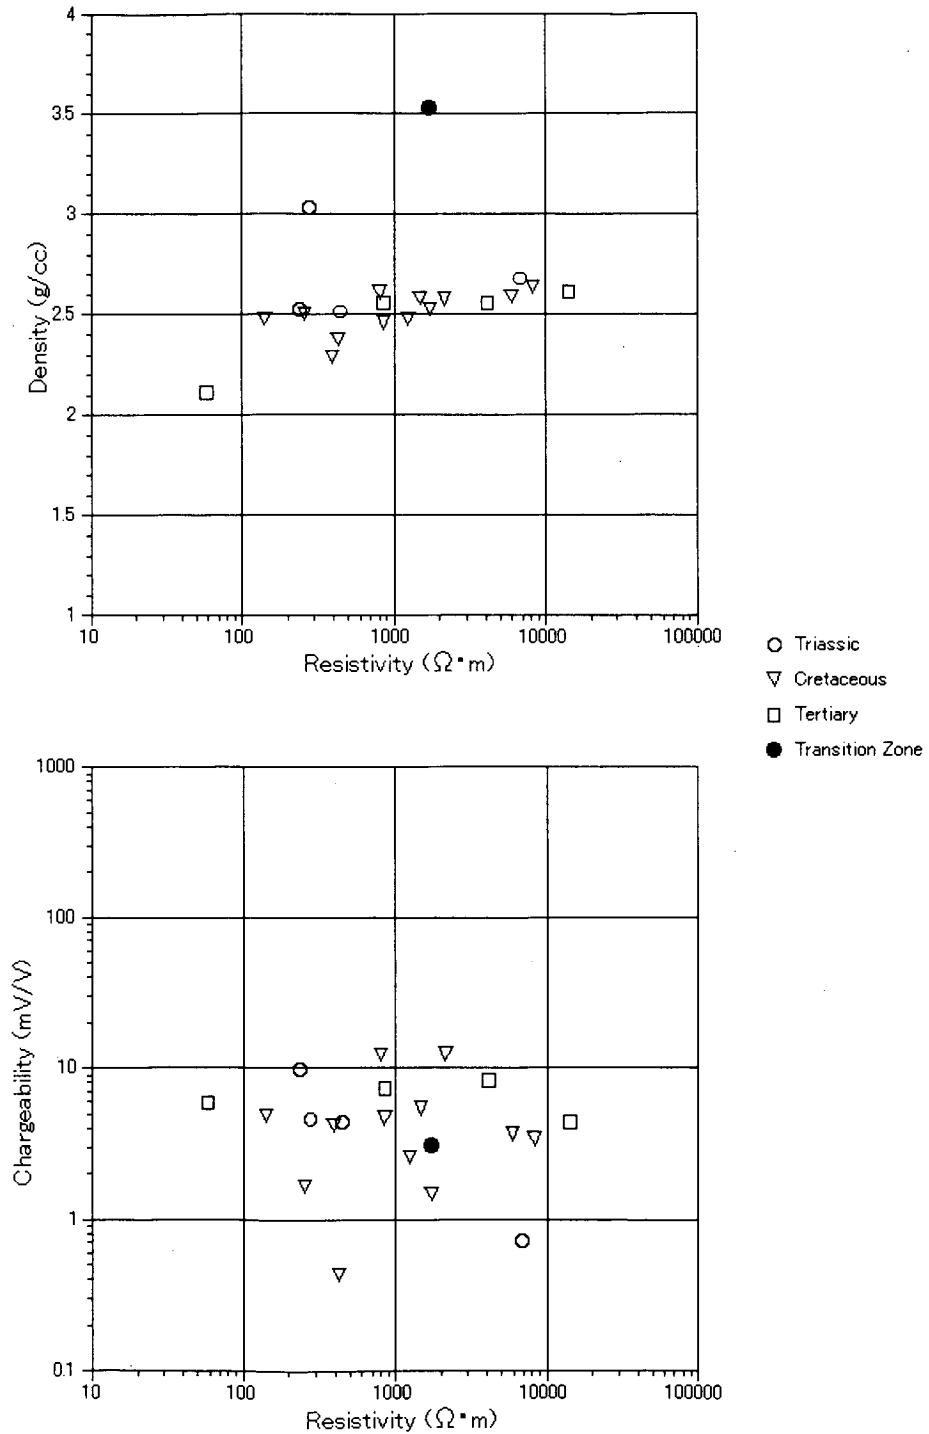 4
3.5
3
2.5
2
1.5
1
Density (g/cc)
10 100 1000 10000 100000
Resistivity (Ω・m)
Triassic
Cretaceous
Tertiary
Transition Zone
1000
100
10
1
0.1
Chargeability (mV/V)
10 100 1000 10000 100000
Resistivity (Ω・m)